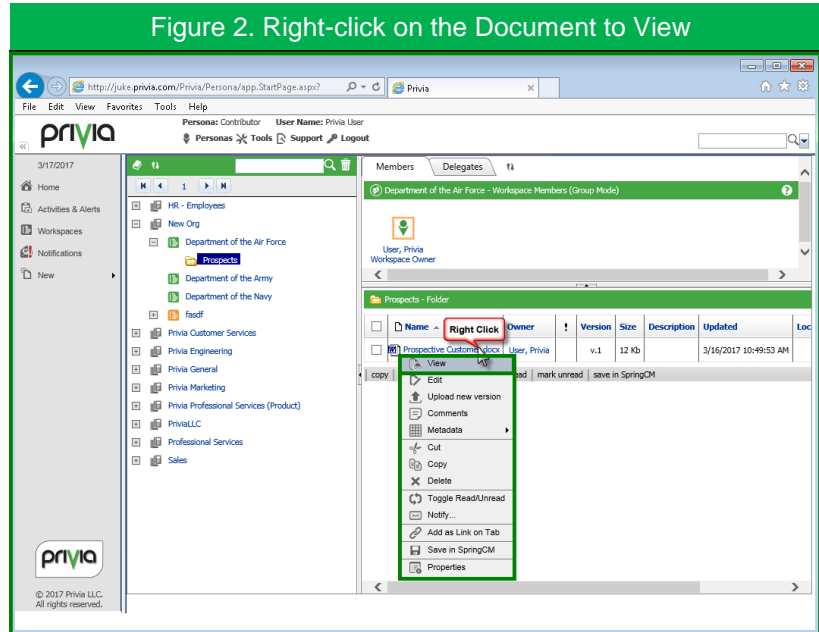 Figure 2. Right-click on the Document to View
http://juke.privia.com/Privia/Persona/app.StartPage.aspx?
Privia
File Edit View Favorites Tools Help
privia
Persona: Contributor User Name: Privia User
Personas Tools Support Logout
3/17/2017
Home
Activities & Alerts
Workspaces
Notifications
New
1
HR - Employees
New Org
Department of the Air Force
Prospects
Department of the Army
Department of the Navy
fasdf
Privia Customer Services
Privia Engineering
Privia General
Privia Marketing
Privia Professional Services (Product)
PriviaLLC
Professional Services
Sales
Members Delegates
Department of the Air Force - Workspace Members (Group Mode)
User, Privia
Workspace Owner
Prospects - Folder
Name Owner ! Version Size Description Updated Loc
Right Click
Prospective Customer.docx User, Privia v.1 12 Kb 3/16/2017 10:49:53 AM
copy | mark unread | save in SpringCM
View
Edit
Upload new version
Comments
Metadata
Cut
Copy
Delete
Toggle Read/Unread
Notify...
Add as Link on Tab
Save in SpringCM
Properties
privia
© 2017 Privia LLC.
All rights reserved.